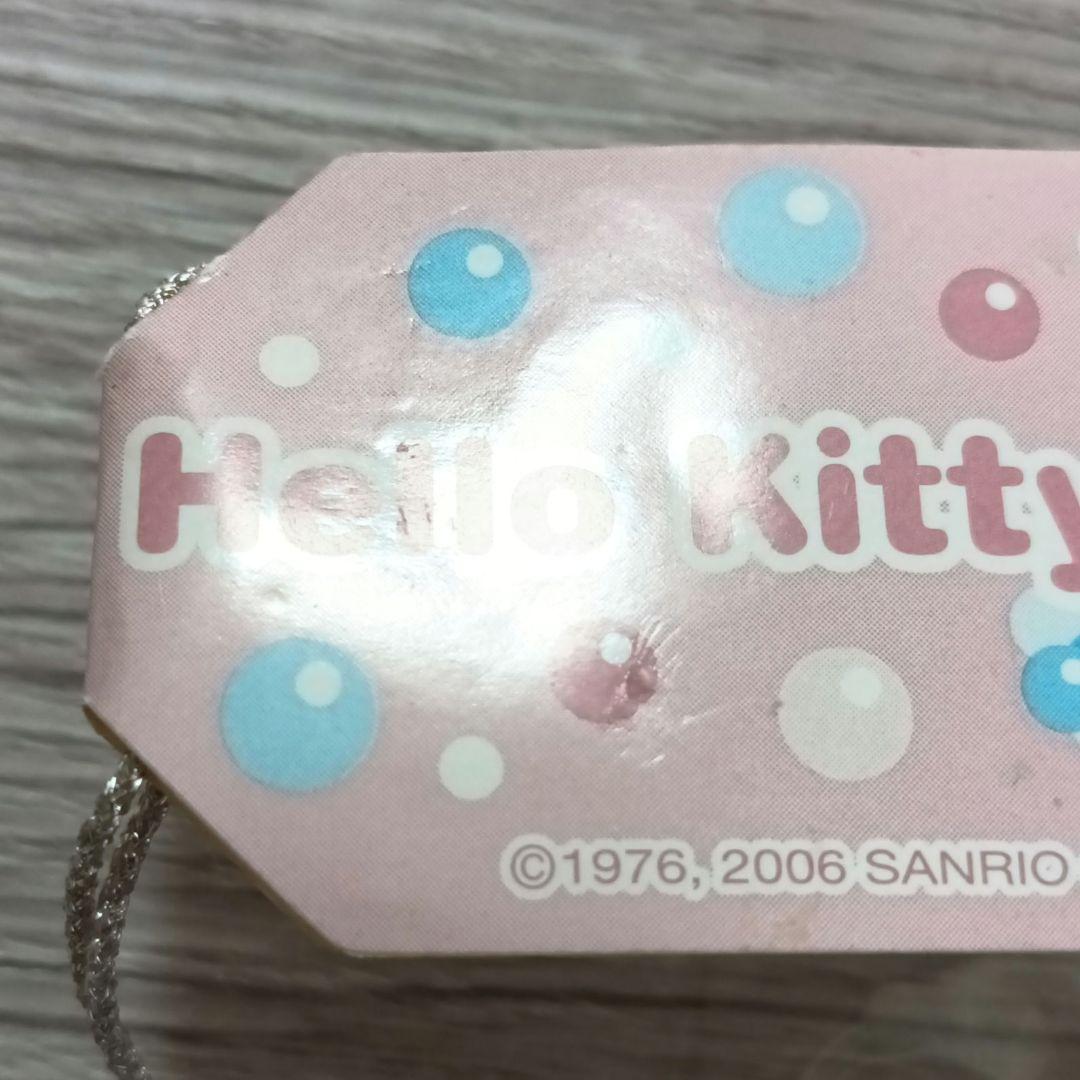 Hello Kitty
©1976, 2006 SANRIO